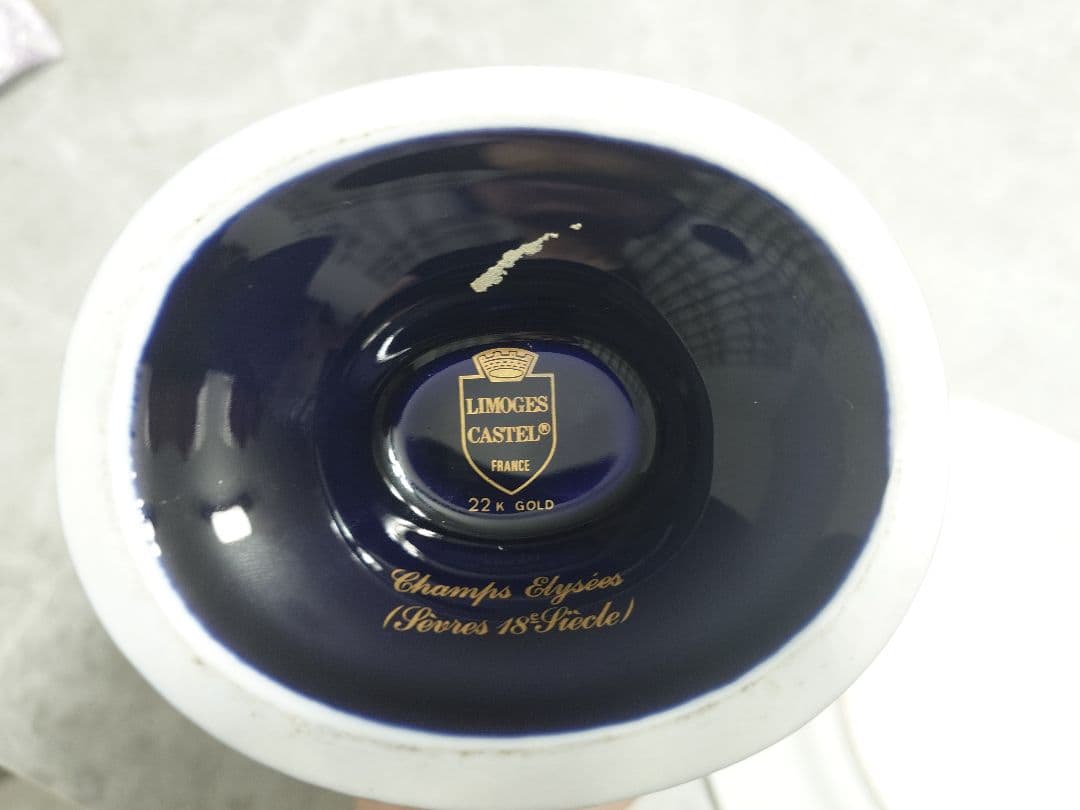 LIMOGES
CASTEL®
FRANCE
22 K GOLD
Champs Elysées
(Sèvres 18e Siècle)